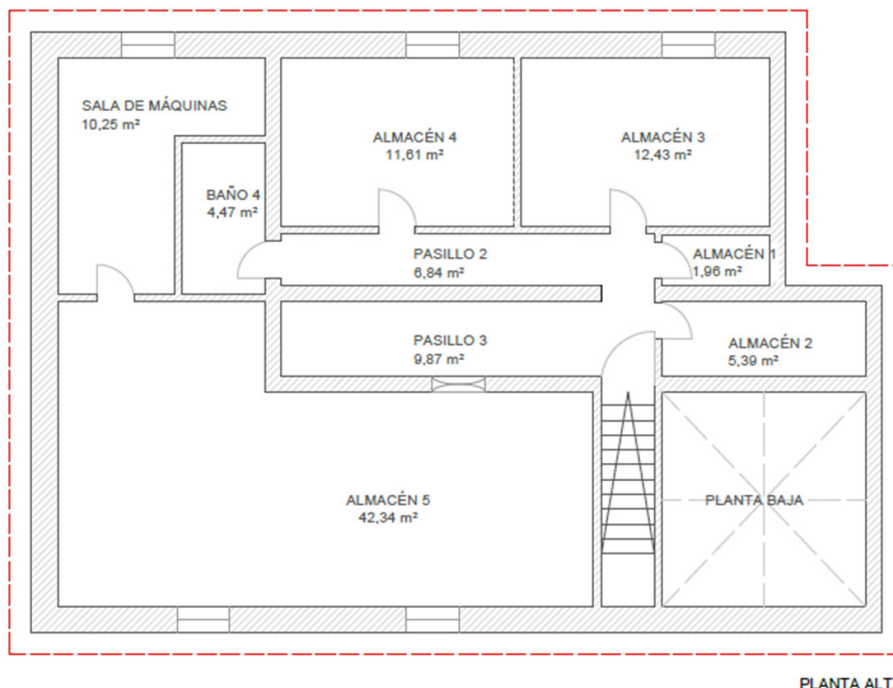 SALA DE MÁQUINAS
10,25 m²
ALMACÉN 4
11,61 m²
ALMACÉN 3
12,43 m²
BAÑO 4
4,47 m²
PASILLO 2
6,84 m²
ALMACÉN 1
1,96 m²
PASILLO 3
9,87 m²
ALMACÉN 2
5,39 m²
ALMACÉN 5
42,34 m²
PLANTA BAJA
PLANTA ALT